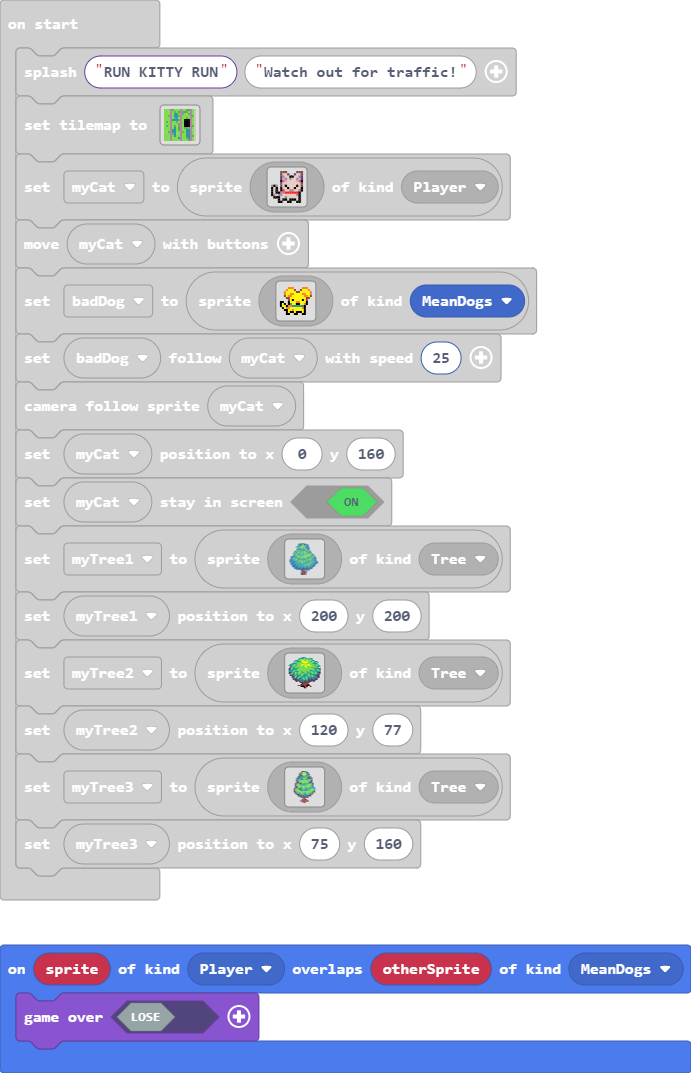 on start
splash "RUN KITTY RUN" "Watch out for traffic!"
set tilemap to
set myCat to sprite of kind Player
move myCat with buttons
set badDog to sprite of kind MeanDogs
set badDog follow myCat with speed 25
camera follow sprite myCat
set myCat position to x 0 y 160
set myCat stay in screen ON
set myTree1 to sprite of kind Tree
set myTree1 position to x 200 y 200
set myTree2 to sprite of kind Tree
set myTree2 position to x 120 y 77
set myTree3 to sprite of kind Tree
set myTree3 position to x 75 y 160
on sprite of kind Player overlaps otherSprite of kind MeanDogs
game over LOSE